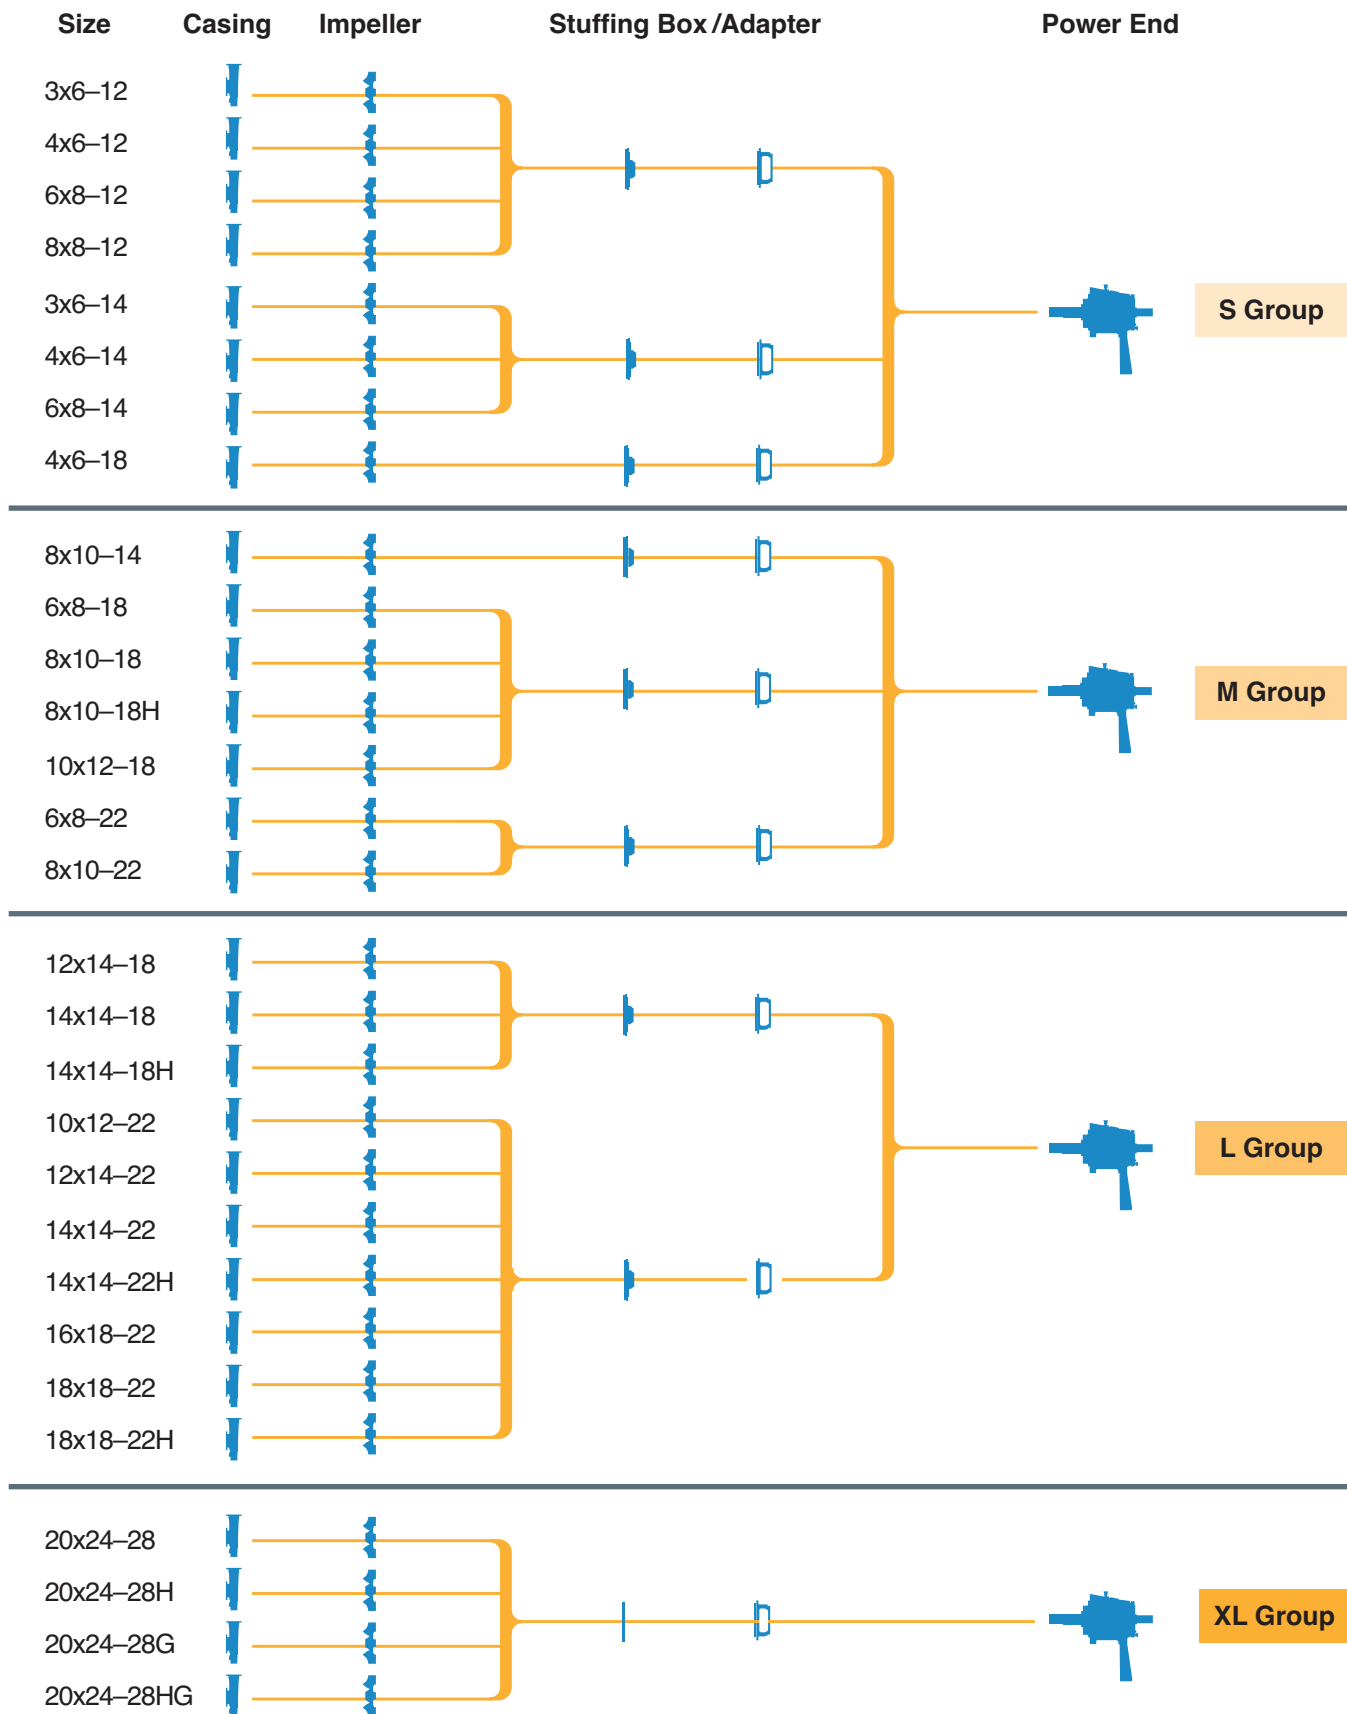 Size Casing Impeller Stuffing Box/Adapter Power End
3x6–12
4x6–12
6x8–12
8x8–12
3x6–14
S Group
4x6–14
6x8–14
4x6–18
8x10–14
6x8–18
8x10–18
M Group
8x10–18H
10x12–18
6x8–22
8x10–22
12x14–18
14x14–18
14x14–18H
10x12–22
L Group
12x14–22
14x14–22
14x14–22H
16x18–22
18x18–22
18x18–22H
20x24–28
20x24–28H
XL Group
20x24–28G
20x24–28HG